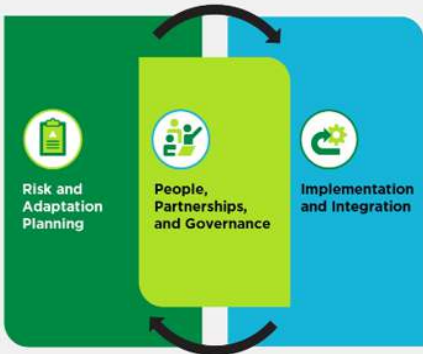 Risk and
Adaptation
Planning
People,
Partnerships,
and Governance
Implementation
and Integration